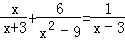 x/(x+3) + 6/(x² − 9) = 1/(x − 3)